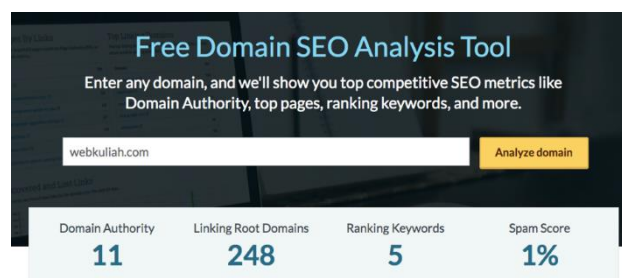 Free Domain SEO Analysis Tool
Enter any domain, and we'll show you top competitive SEO metrics like
Domain Authority, top pages, ranking keywords, and more.
webkuliah.com
Analyze domain
Domain Authority Linking Root Domains Ranking Keywords Spam Score
11 248 5 1%